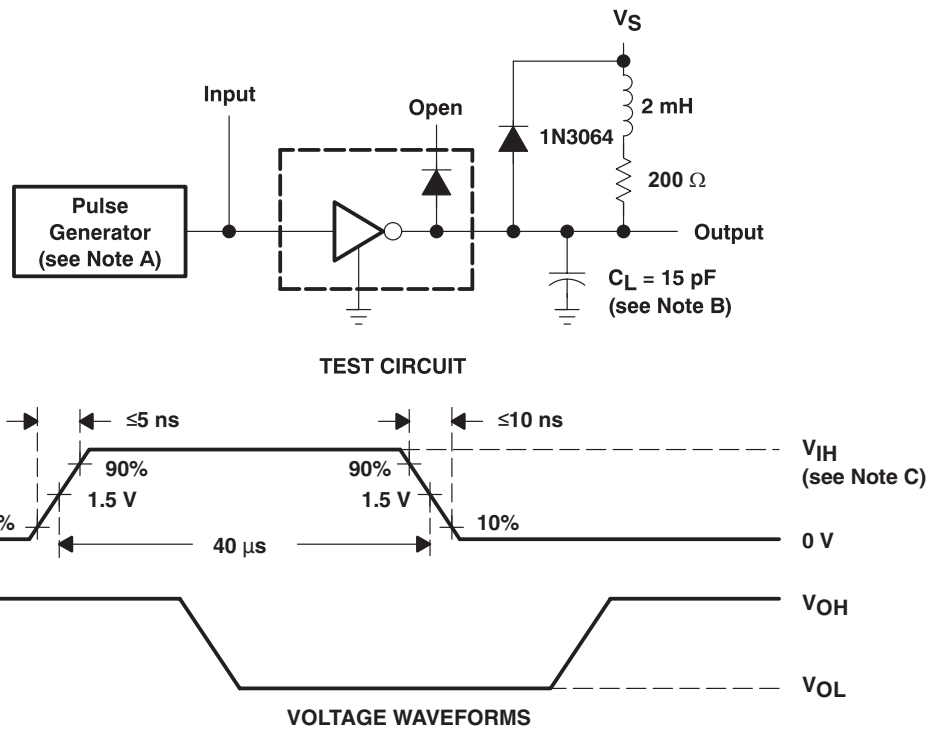 VS
Input
Open
2 mH
1N3064
200 Ω
Pulse
Generator
(see Note A)
Output
CL = 15 pF
(see Note B)
TEST CIRCUIT
≤5 ns
≤10 ns
VIH
(see Note C)
90%
90%
1.5 V
1.5 V
%
10%
40 μs
0 V
VOH
VOL
VOLTAGE WAVEFORMS